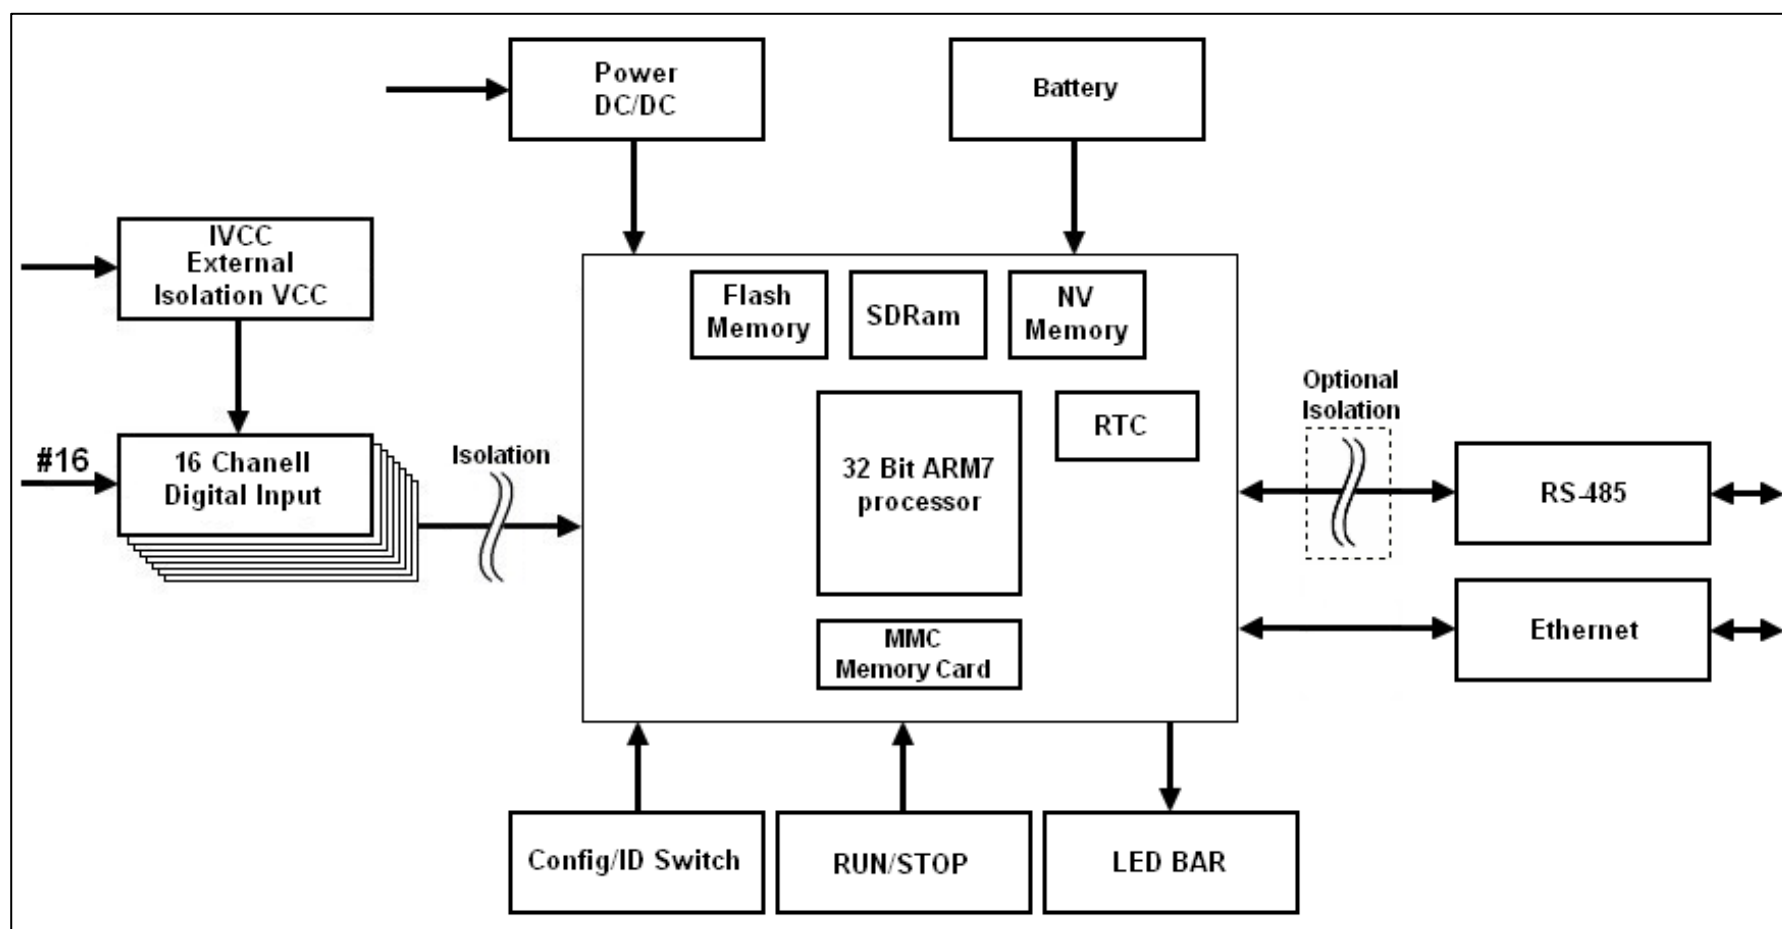 Power
DC/DC
Battery
IVCC
External
Isolation VCC
Flash
Memory
SDRam
NV
Memory
Optional
Isolation
RTC
#16
16 Chanell
Digital Input
Isolation
32 Bit ARM7
processor
RS-485
MMC
Memory Card
Ethernet
Config/ID Switch
RUN/STOP
LED BAR